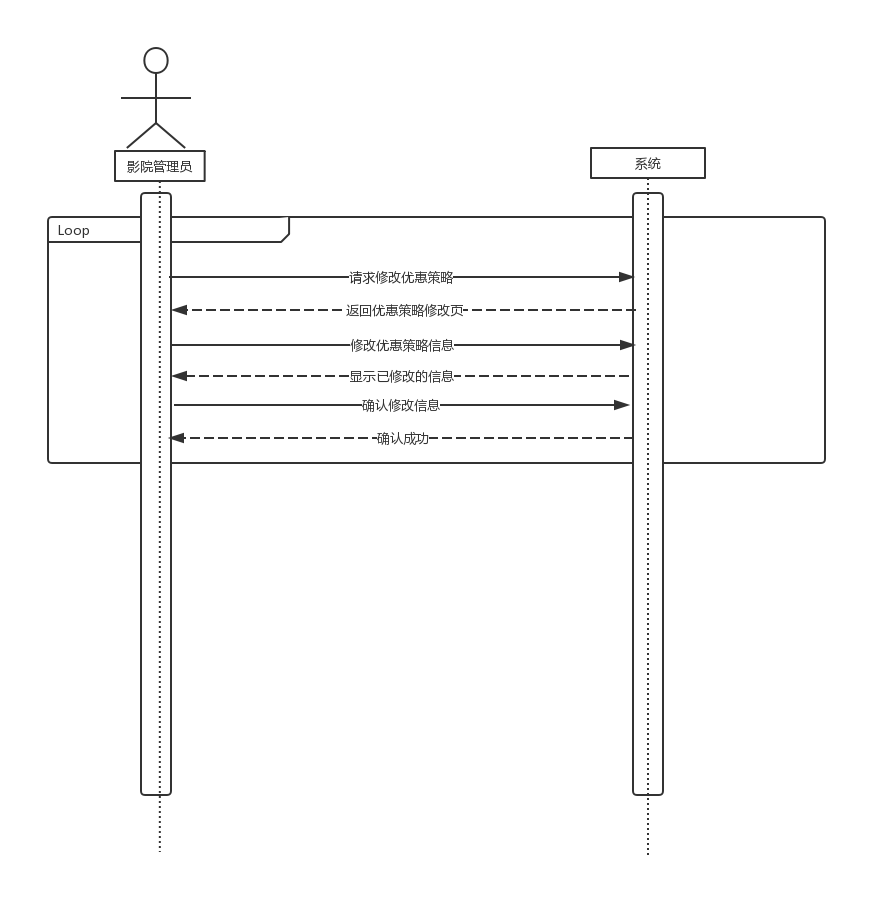 影院管理员
系统
Loop
请求修改优惠策略
返回优惠策略修改页
修改优惠策略信息
显示已修改的信息
确认修改信息
确认成功